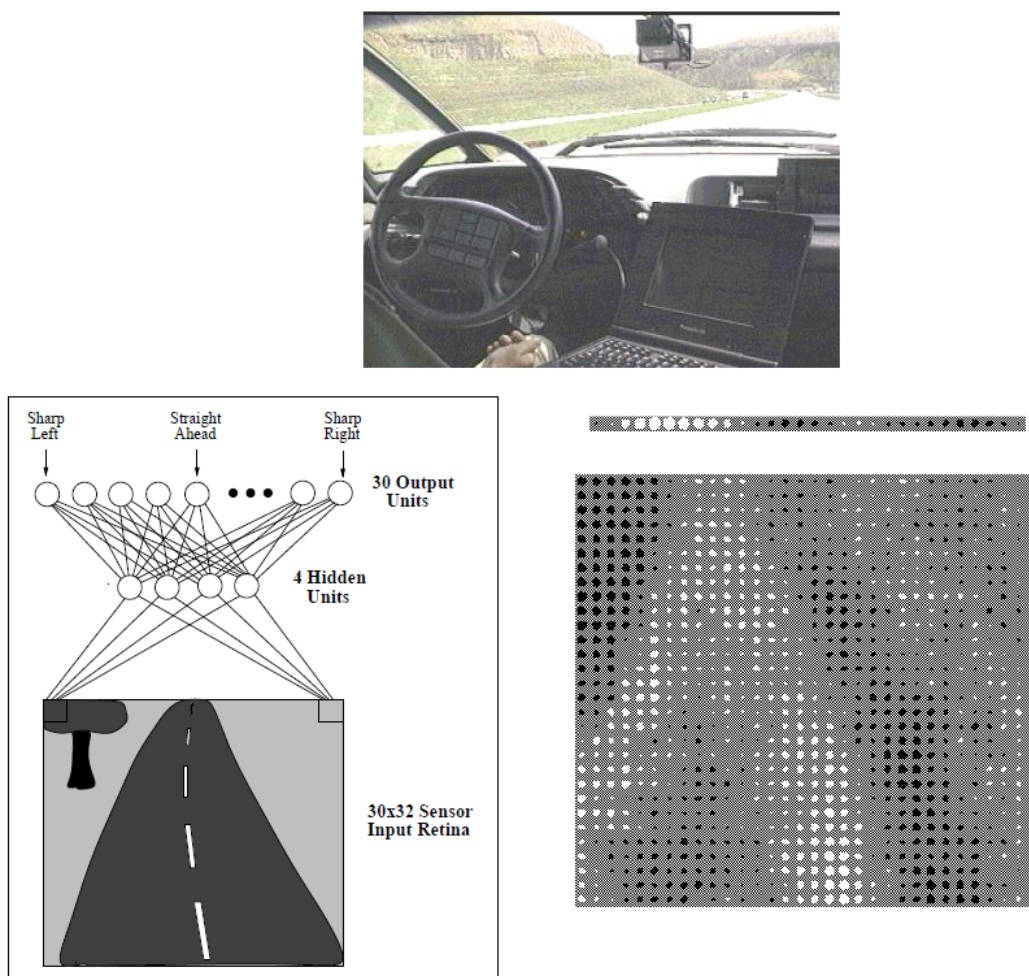 Sharp
Left
Straight
Ahead
Sharp
Right
30 Output
Units
4 Hidden
Units
30x32 Sensor
Input Retina